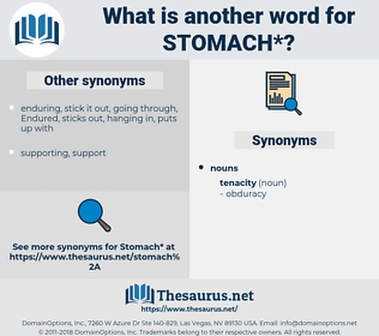 What is another word for
STOMACH*?
Other synonyms
enduring, stick it out, going through,
Endured, sticks out, hanging in, puts
up with
supporting, support
See more synonyms for Stomach* at
https://www.thesaurus.net/stomach%
2A
Synonyms
nouns
tenacity (noun)
- obduracy
Thesaurus.net
https://www.thesaurus.net/
DomainOptions, Inc., 7260 W Azure Dr Ste 140-829, Las Vegas, NV 89130 USA. Email: info@domainoptions.net
© 2011-2018 DomainOptions, Inc. Trademarks belong to their respective owners. All rights reserved.